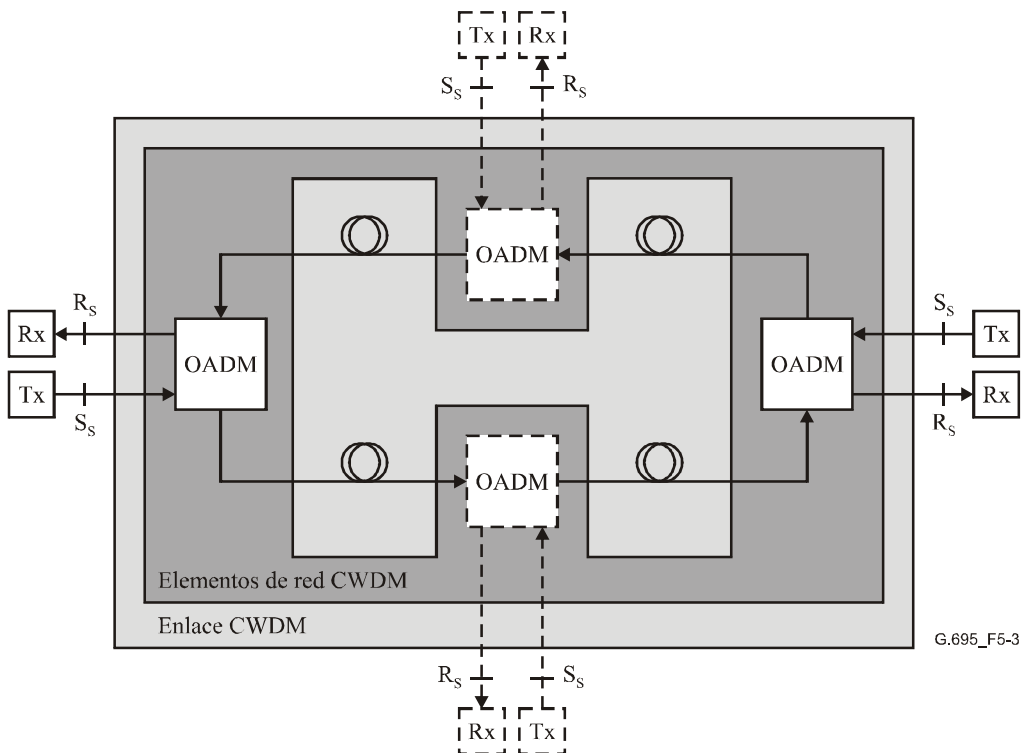 Tx Rx
S_S R_S
OADM
R_S S_S
Rx OADM OADM Tx
Tx Rx
S_S R_S
OADM
Elementos de red CWDM
Enlace CWDM
G.695_F5-3
R_S S_S
Rx Tx